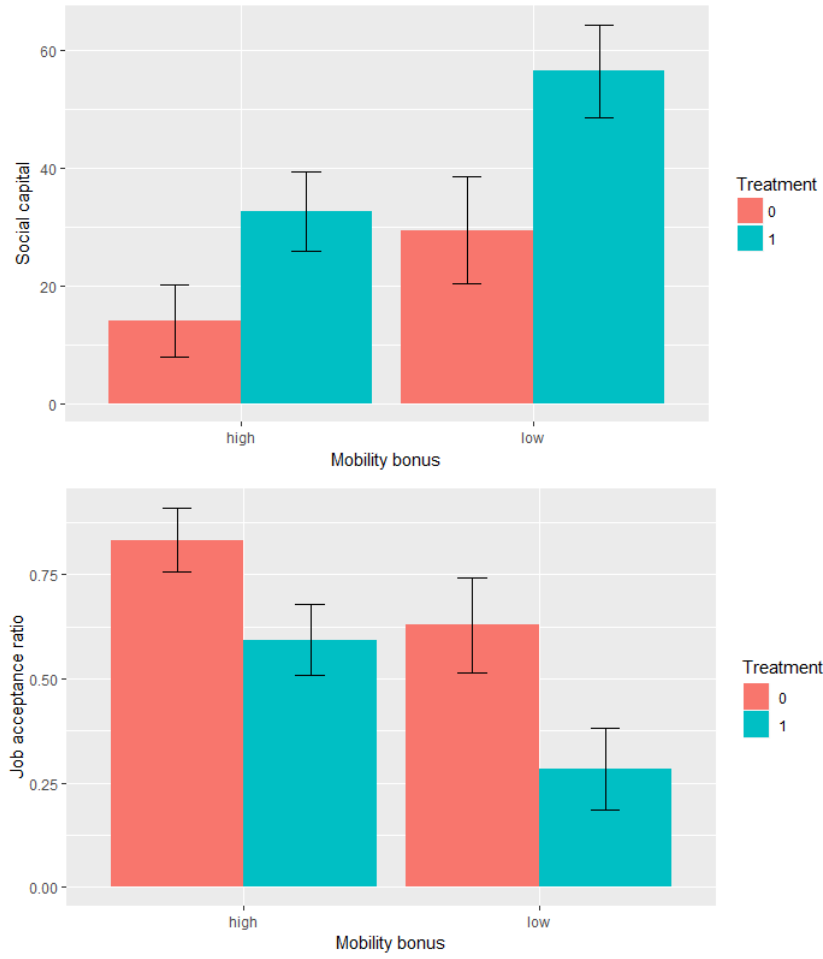 60
40
20
0
Social capital
high
low
Mobility bonus
Treatment
0
1
0.75
0.50
0.25
0.00
Job acceptance ratio
high
low
Mobility bonus
Treatment
0
1